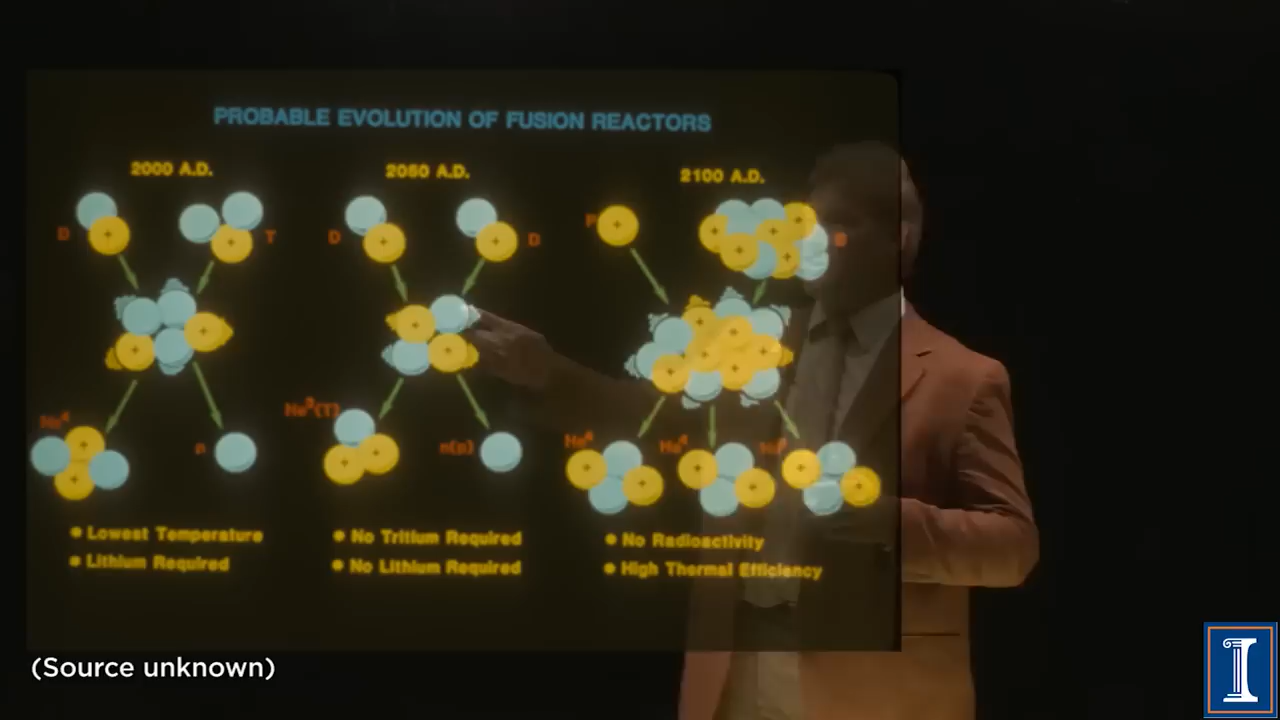 PROBABLE EVOLUTION OF FUSION REACTORS
2000 A.D.
2050 A.D.
2100 A.D.
D
T
D
D
P
B
He⁴
n
He³(T)
n(p)
He⁴
He⁴
He⁴
• Lowest Temperature
• Lithium Required
• No Tritium Required
• No Lithium Required
• No Radioactivity
• High Thermal Efficiency
(Source unknown)
I